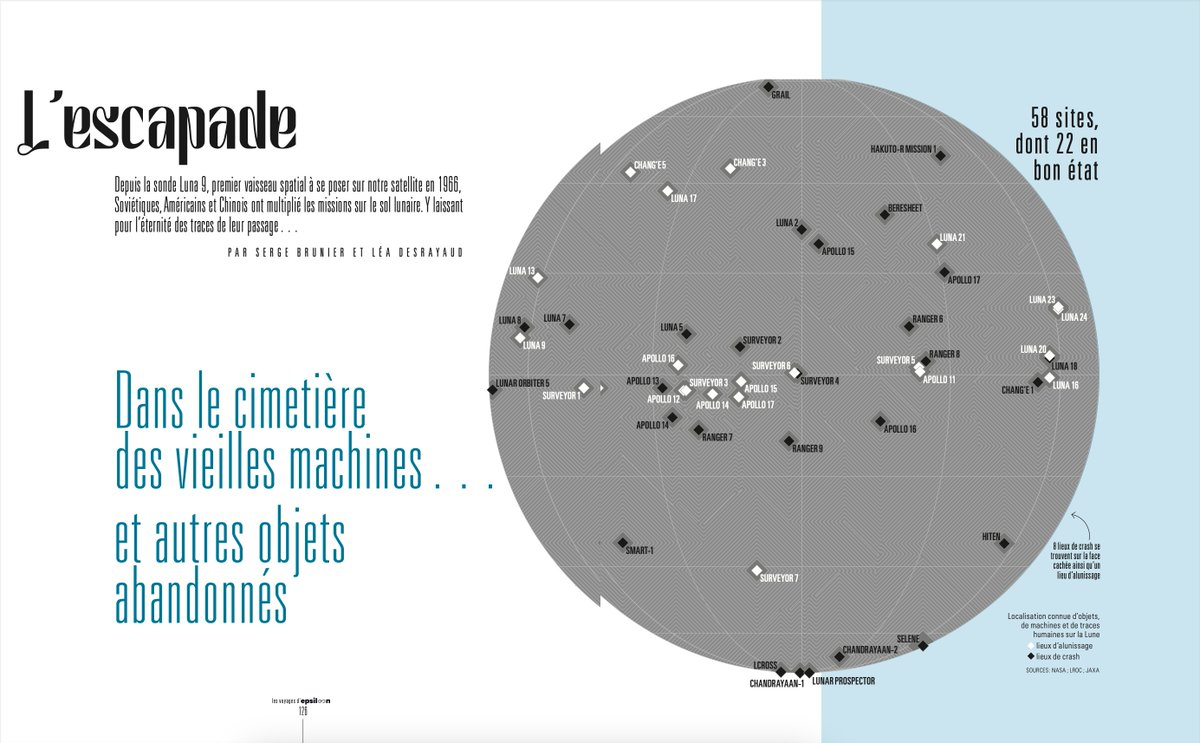 L'escapade
Depuis la sonde Luna 9, premier vaisseau spatial à se poser sur notre satellite en 1966,
Soviétiques, Américains et Chinois ont multiplié les missions sur le sol lunaire. Y laissant
pour l'éternité des traces de leur passage . . .
PAR SERGE BRUNIER ET LÉA DESRAYAUD
Dans le cimetière
des vieilles machines . . .
et autres objets
abandonnés
58 sites,
dont 22 en
bon état
GRAIL
HAKUTO-R MISSION 1
CHANG'E 5
CHANG'E 3
LUNA 17
BERESHEET
LUNA 2
APOLLO 15
LUNA 21
LUNA 13
APOLLO 17
LUNA 23
LUNA 24
LUNA 8
LUNA 7
LUNA 5
RANGER 6
LUNA 9
SURVEYOR 2
LUNA 20
APOLLO 16
SURVEYOR 6
SURVEYOR 5
RANGER 8
LUNA 18
LUNAR ORBITER 5
SURVEYOR 1
APOLLO 13
SURVEYOR 3
APOLLO 15
SURVEYOR 4
APOLLO 11
CHANG'E 1
LUNA 16
APOLLO 12
APOLLO 14
APOLLO 17
APOLLO 14
RANGER 7
APOLLO 16
RANGER 9
SMART-1
HITEN
SURVEYOR 7
8 lieux de crash se
trouvent sur la face
cachée ainsi qu'un
lieu d'alunissage
SELENE
CHANDRAYAAN-2
LCROSS
CHANDRAYAAN-1
LUNAR PROSPECTOR
Localisation connue d'objets,
de machines et de traces
humaines sur la Lune
lieux d'alunissage
lieux de crash
SOURCES : NASA ; LROC ; JAXA
les voyages d'epsiloon
126